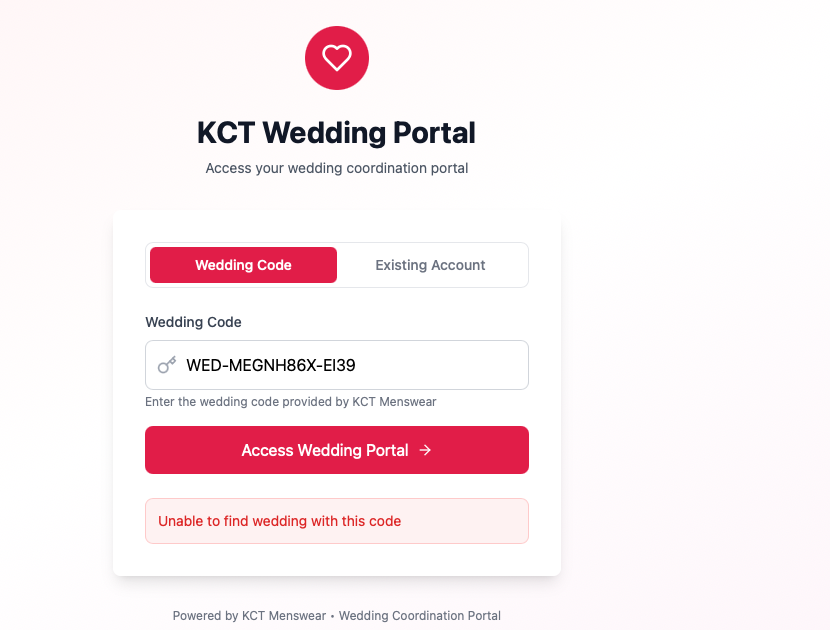 KCT Wedding Portal
Access your wedding coordination portal
Wedding Code
Existing Account
Wedding Code
WED-MEGNH86X-EI39
Enter the wedding code provided by KCT Menswear
Access Wedding Portal →
Unable to find wedding with this code
Powered by KCT Menswear • Wedding Coordination Portal